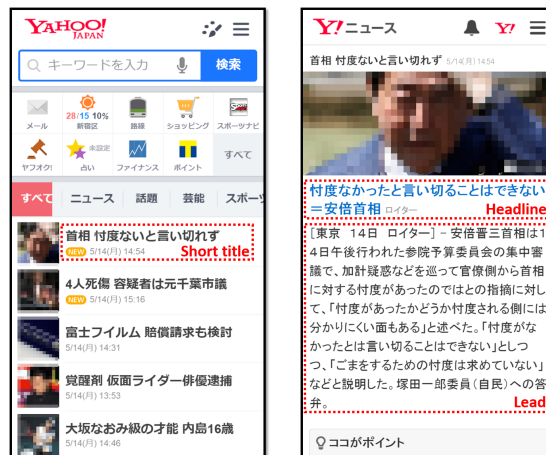 YAHOO!
JAPAN
キーワードを入力
検索
28/15 10%
メール
新宿区
路線
ショッピング
スポーツナビ
未設定
すべて
ヤフオク!
占い
ファイナンス
ポイント
すべて
ニュース
話題
芸能
スポーツ
首相 忖度ないと言い切れず
NEW 5/14(月) 14:54
Short title
4人死傷 容疑者は元千葉市議
NEW 5/14(月) 15:16
富士フイルム 賠償請求も検討
5/14(月) 14:31
覚醒剤 仮面ライダー俳優逮捕
5/14(月) 13:53
大坂なおみ級の才能 内島16歳
5/14(月) 14:46
Y! ニュース
Y!
首相 忖度ないと言い切れず 5/14(月) 14:54
忖度なかったと言い切ることはできない
=安倍首相 ロイター
Headline
[東京 14日 ロイター] - 安倍晋三首相は1
4日午後行われた参院予算委員会の集中審
議で、加計疑惑などを巡って官僚側から首相
に対する忖度があったのではとの指摘に対し
て、「忖度があったかどうか忖度される側には
分かりにくい面もある」と述べた。「忖度がな
かったとは言い切ることはできない」としつ
つ、「ごまをするための忖度は求めていない」
などと説明した。塚田一郎委員(自民)への答
弁。
Lead
ココがポイント